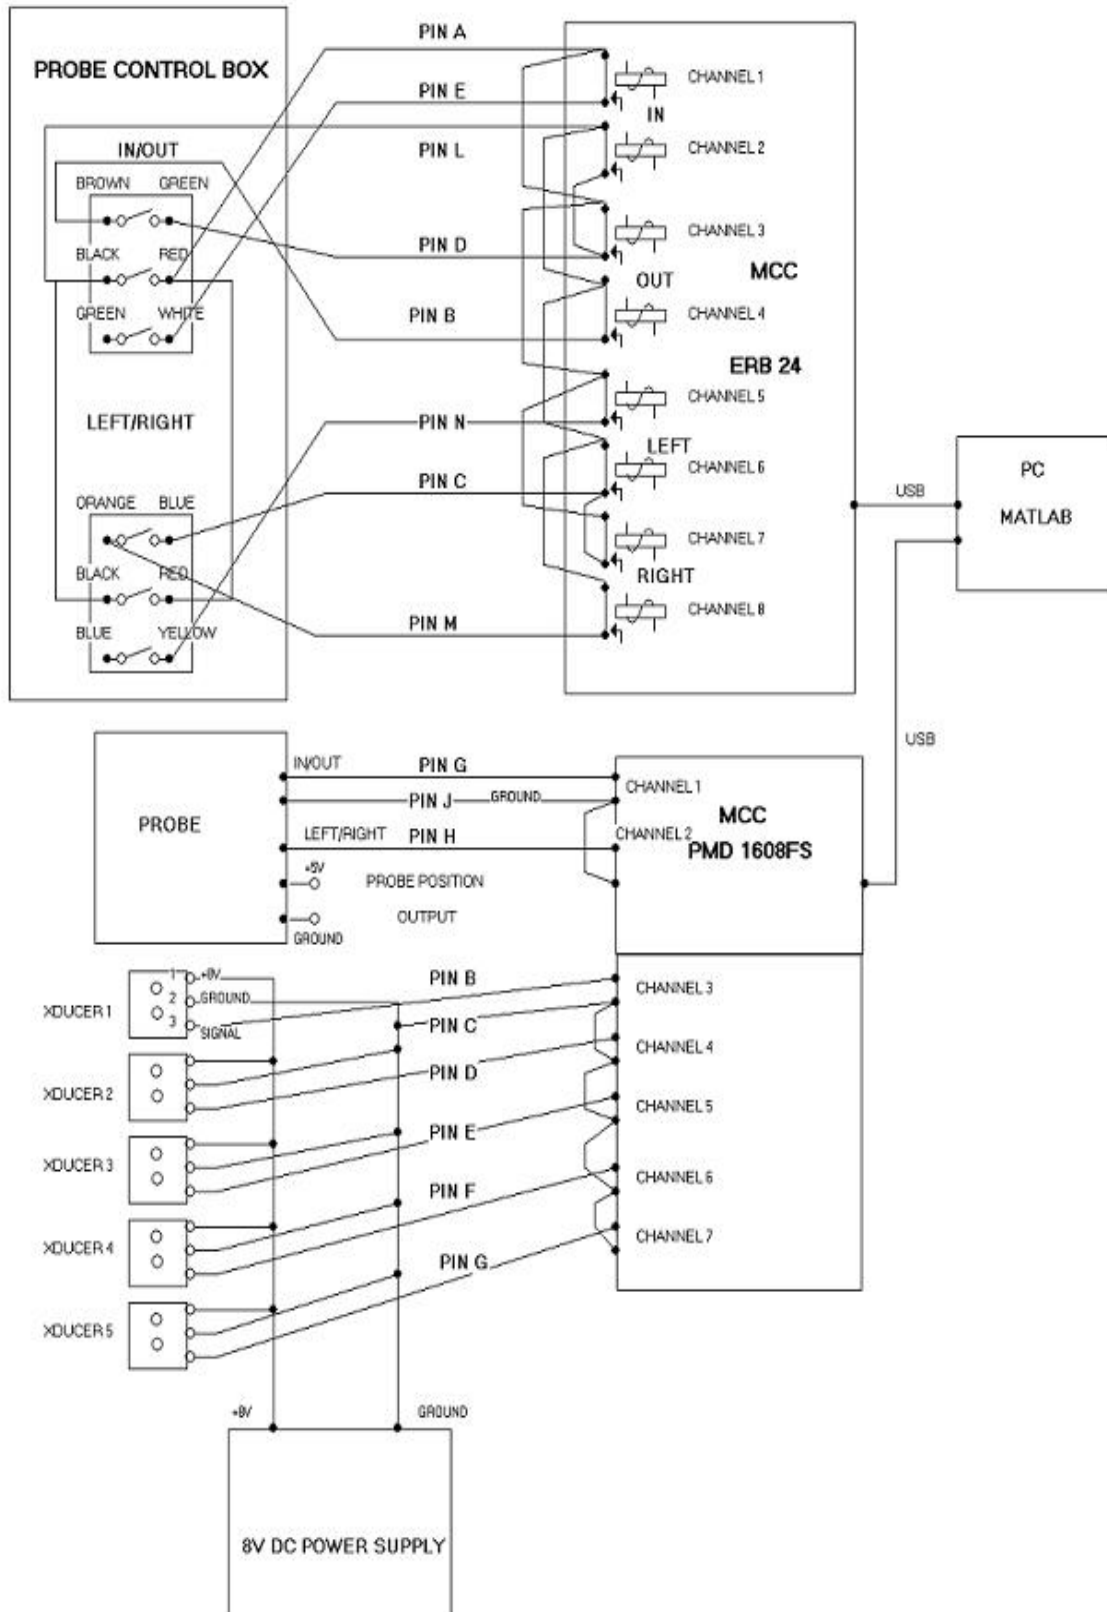 PROBE CONTROL BOX
PIN A
CHANNEL 1
PIN E
IN
IN/OUT
PIN L
CHANNEL 2
BROWN GREEN
CHANNEL 3
PIN D
BLACK RED
MCC
OUT
GREEN WHITE
PIN B
CHANNEL 4
ERB 24
CHANNEL 5
LEFT/RIGHT
PIN N
LEFT
CHANNEL 6
PIN C
ORANGE BLUE
USB
PC
MATLAB
CHANNEL 7
BLACK RED
RIGHT
CHANNEL 8
PIN M
BLUE YELLOW
USB
IN/OUT
PIN G
CHANNEL 1
PIN J GROUND
MCC
PROBE
LEFT/RIGHT PIN H
CHANNEL 2
PMD 1608FS
+5V
PROBE POSITION
OUTPUT
GROUND
PIN B
1 +8V
2 GROUND
3 SIGNAL
XDUCER 1
CHANNEL 3
PIN C
CHANNEL 4
PIN D
XDUCER 2
CHANNEL 5
PIN E
XDUCER 3
CHANNEL 6
PIN F
CHANNEL 7
XDUCER 4
PIN G
XDUCER 5
+8V
GROUND
8V DC POWER SUPPLY